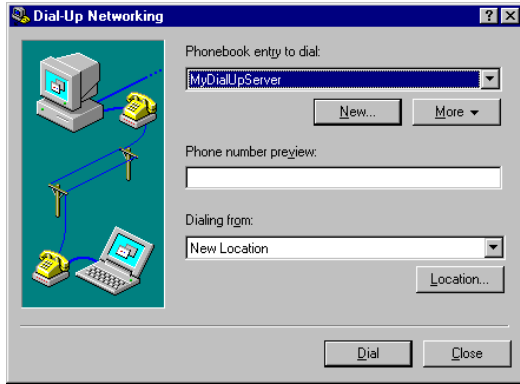 Dial-Up Networking
Phonebook entry to dial:
MyDialUpServer
New...
More
Phone number preview:
Dialing from:
New Location
Location...
Dial
Close